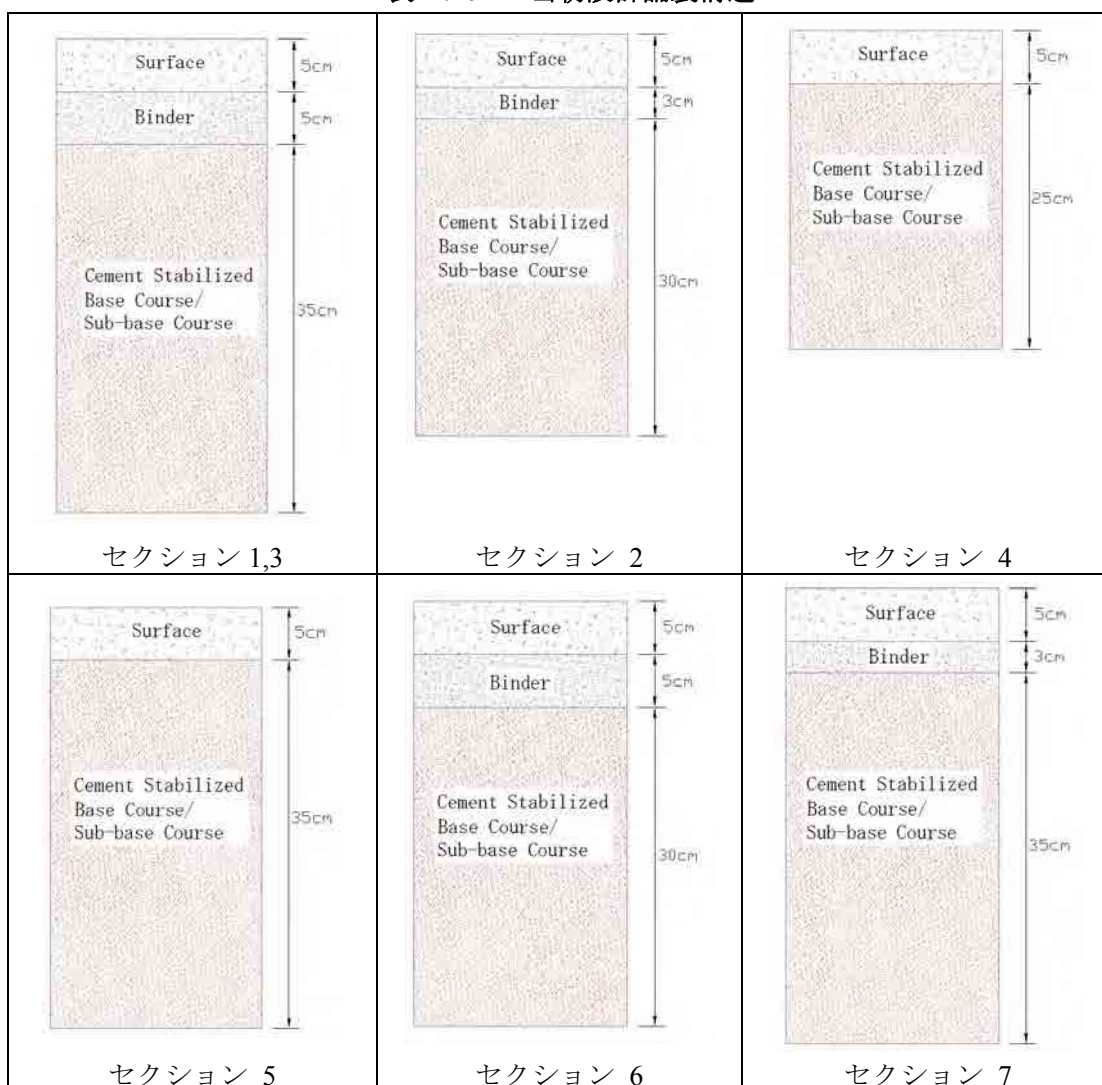 Surface
5cm
Binder
5cm
Cement Stabilized
Base Course/
Sub-base Course
35cm
セクション 1,3
Surface
5cm
Binder
3cm
Cement Stabilized
Base Course/
Sub-base Course
30cm
セクション 2
Surface
5cm
Cement Stabilized
Base Course/
Sub-base Course
25cm
セクション 4
Surface
5cm
Cement Stabilized
Base Course/
Sub-base Course
35cm
セクション 5
Surface
5cm
Binder
5cm
Cement Stabilized
Base Course/
Sub-base Course
30cm
セクション 6
Surface
5cm
Binder
3cm
Cement Stabilized
Base Course/
Sub-base Course
35cm
セクション 7